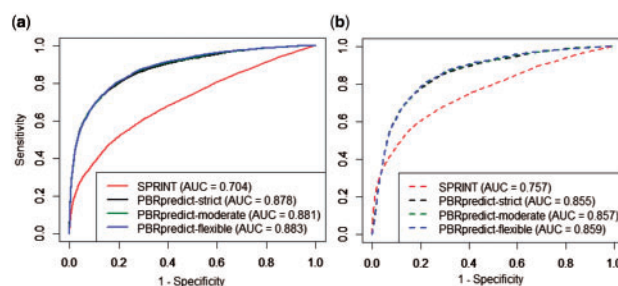 (a)
Sensitivity
1.0
0.8
0.6
0.4
0.2
0.0
SPRINT (AUC = 0.704)
PBRpredict-strict (AUC = 0.878)
PBRpredict-moderate (AUC = 0.881)
PBRpredict-flexible (AUC = 0.883)
0.0 0.2 0.4 0.6 0.8 1.0
1 - Specificity
(b)
1.0
0.8
0.6
0.4
0.2
0.0
SPRINT (AUC = 0.757)
PBRpredict-strict (AUC = 0.855)
PBRpredict-moderate (AUC = 0.857)
PBRpredict-flexible (AUC = 0.859)
0.0 0.2 0.4 0.6 0.8 1.0
1 - Specificity